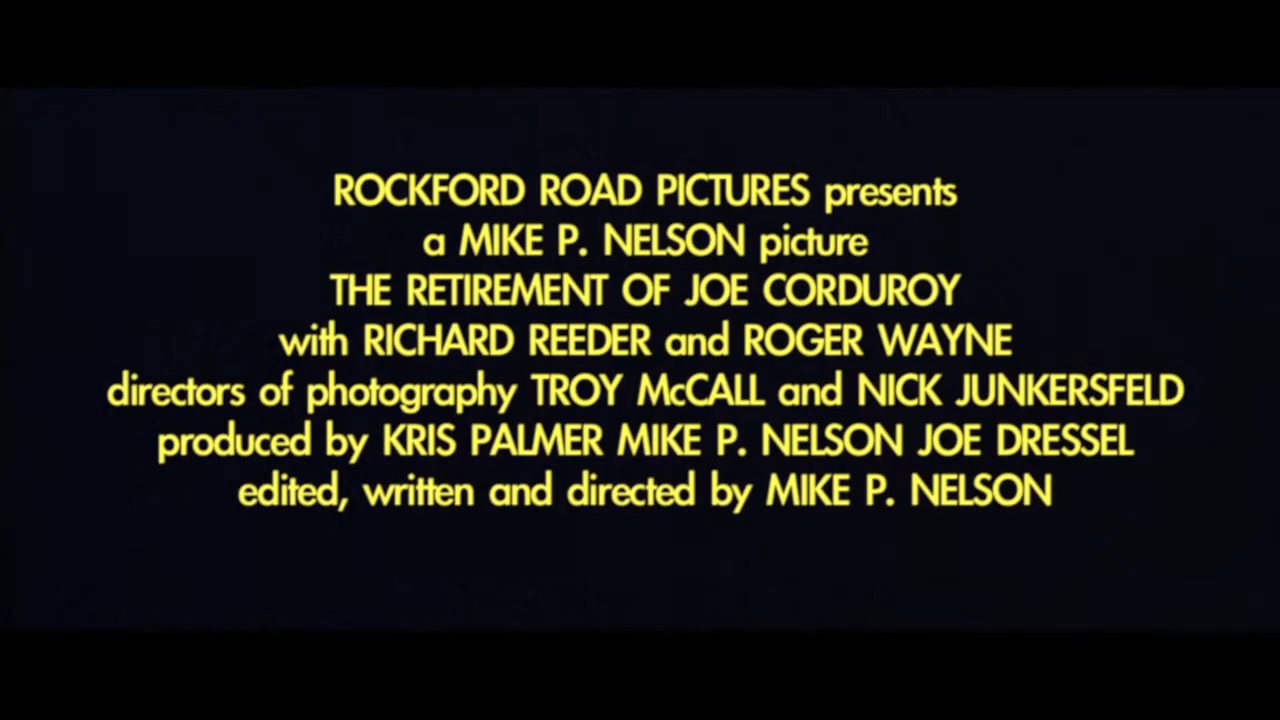 ROCKFORD ROAD PICTURES presents
a MIKE P. NELSON picture
THE RETIREMENT OF JOE CORDUROY
with RICHARD REEDER and ROGER WAYNE
directors of photography TROY McCALL and NICK JUNKERSFELD
produced by KRIS PALMER MIKE P. NELSON JOE DRESSEL
edited, written and directed by MIKE P. NELSON